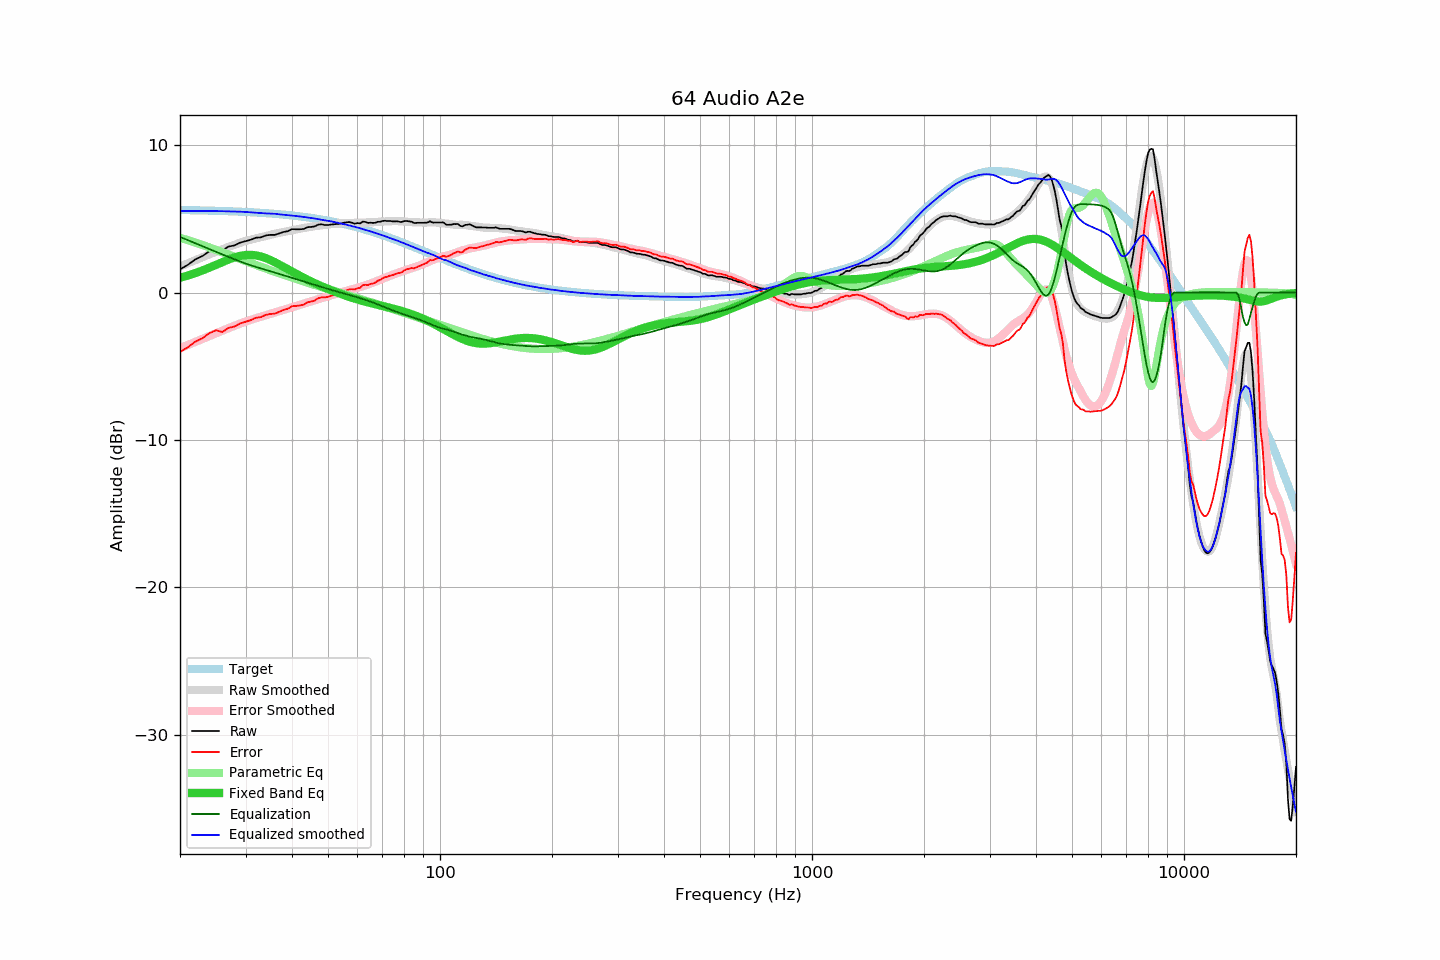 64 Audio A2e
10
0
−10
−20
−30
Amplitude (dBr)
Target
Raw Smoothed
Error Smoothed
Raw
Error
Parametric Eq
Fixed Band Eq
Equalization
Equalized smoothed
100
1000
10000
Frequency (Hz)